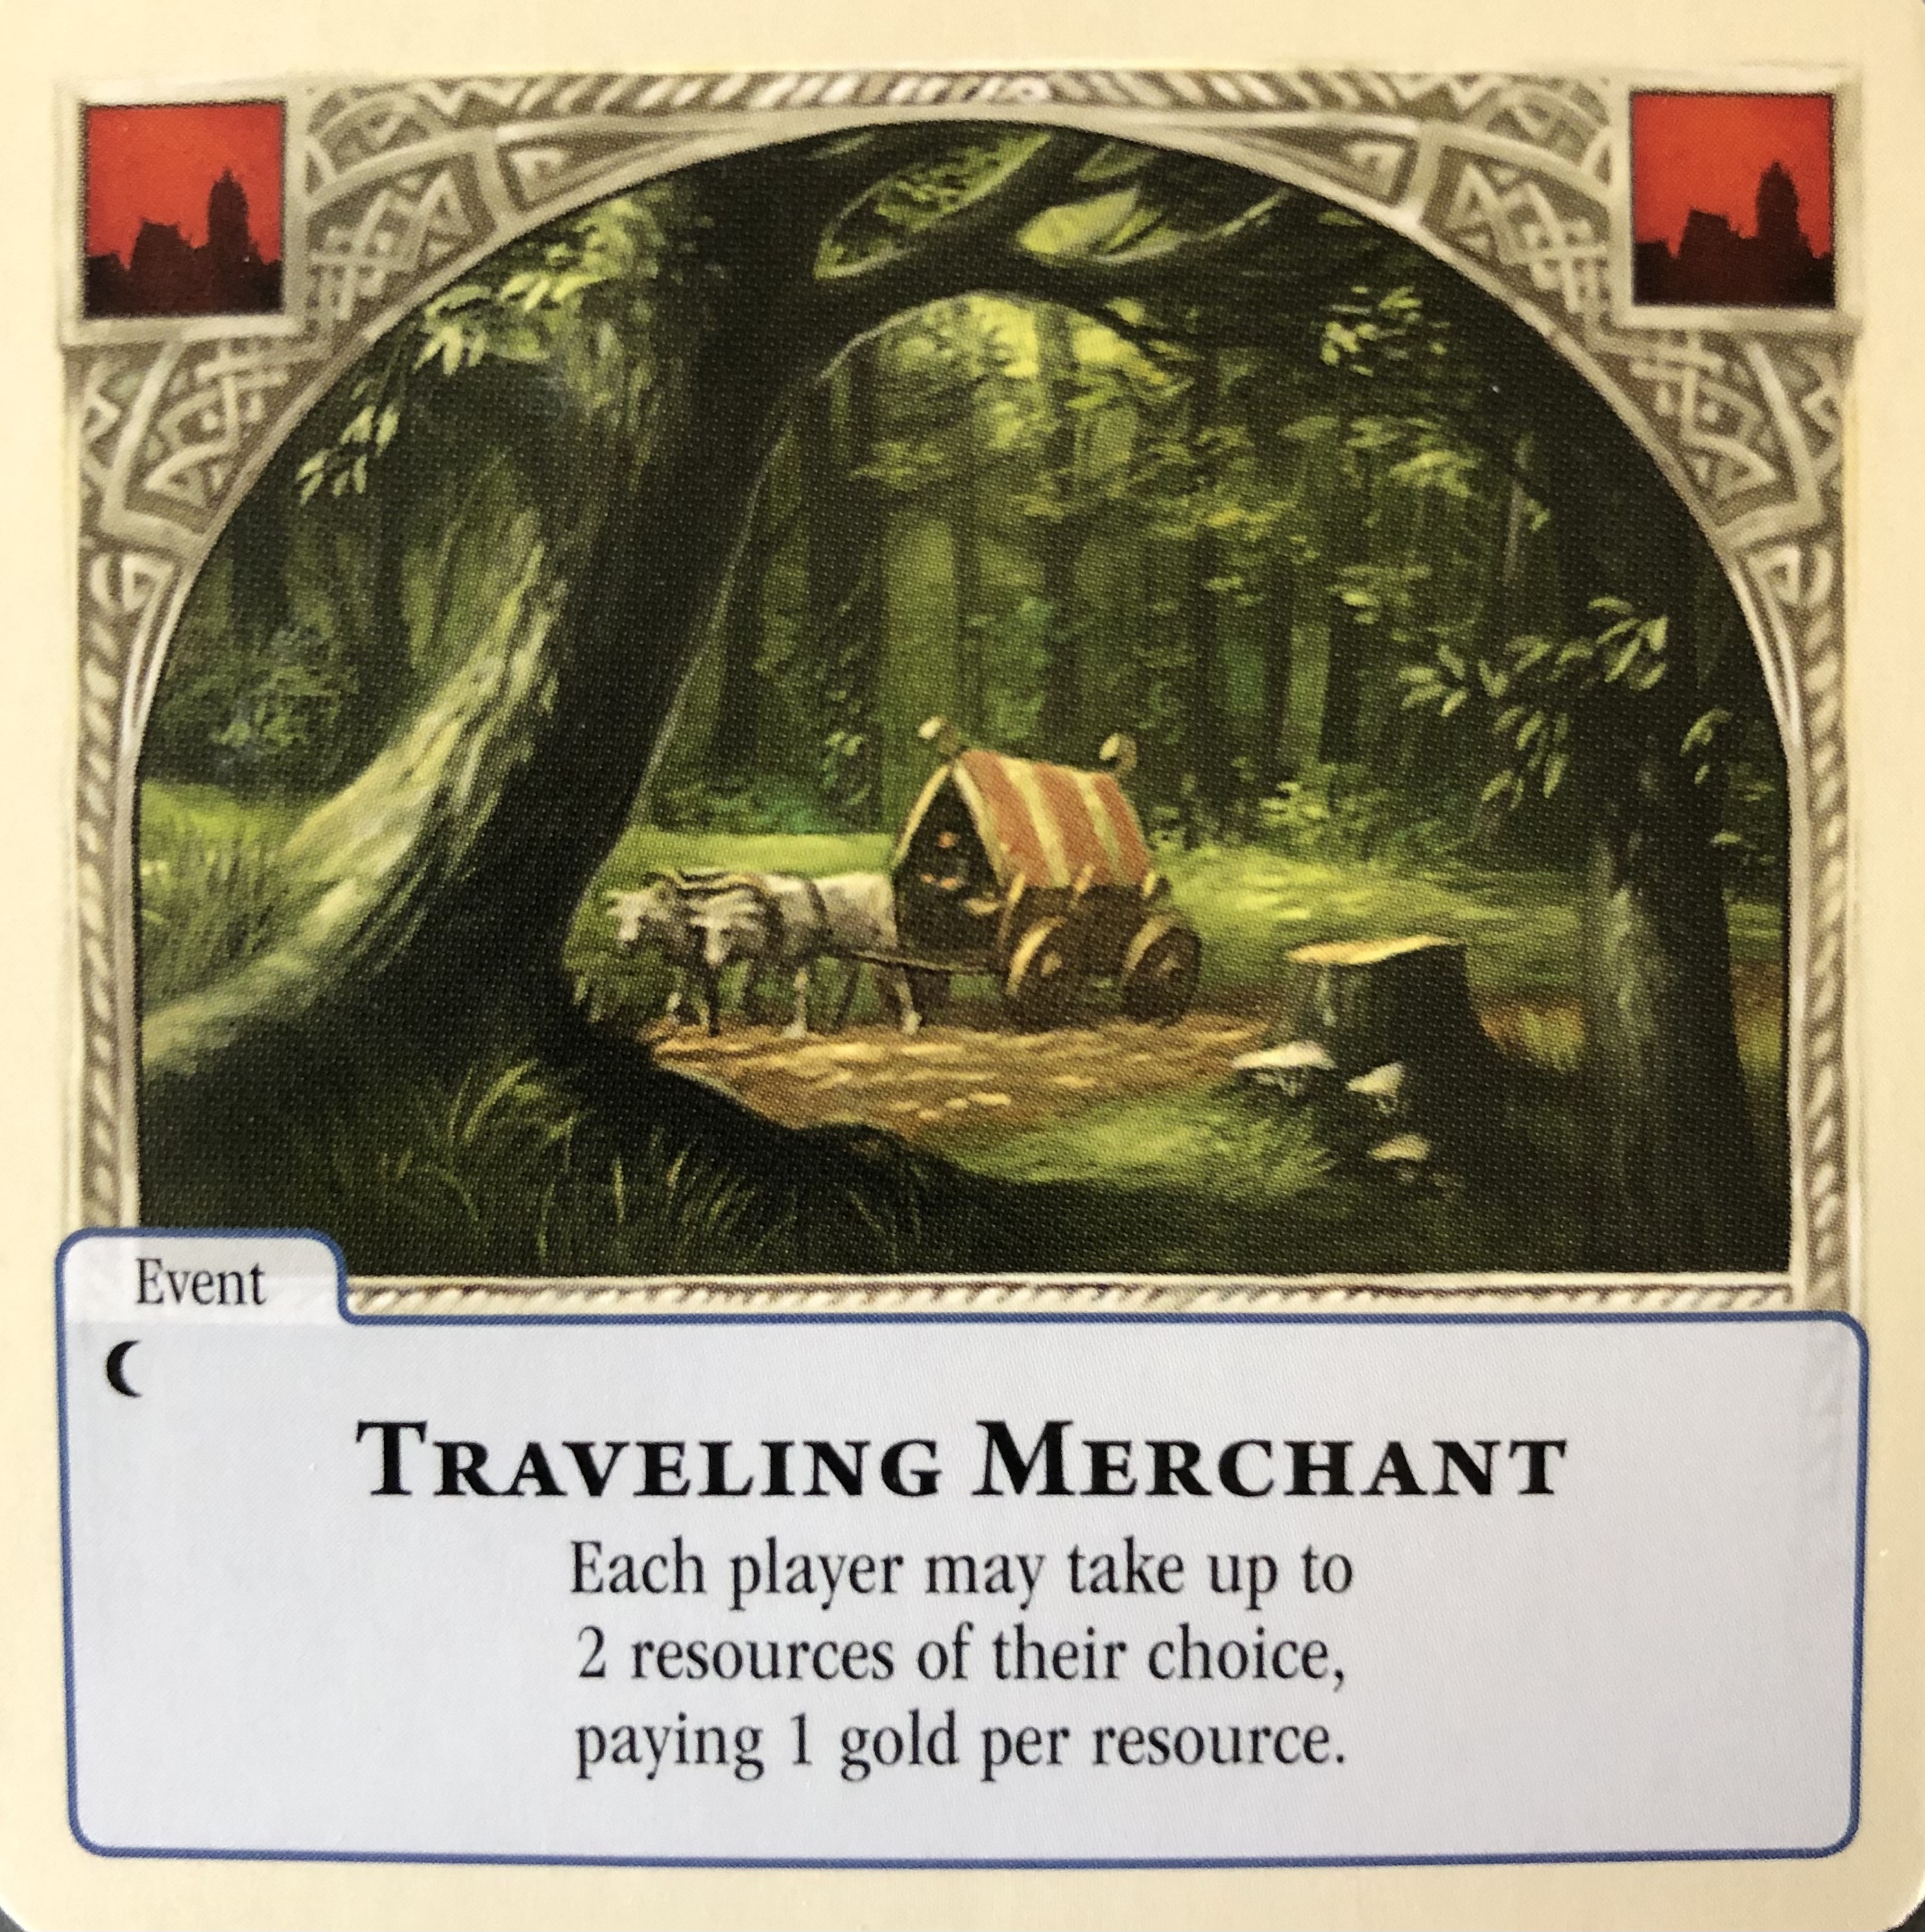 Event
TRAVELING MERCHANT
Each player may take up to
2 resources of their choice,
paying 1 gold per resource.